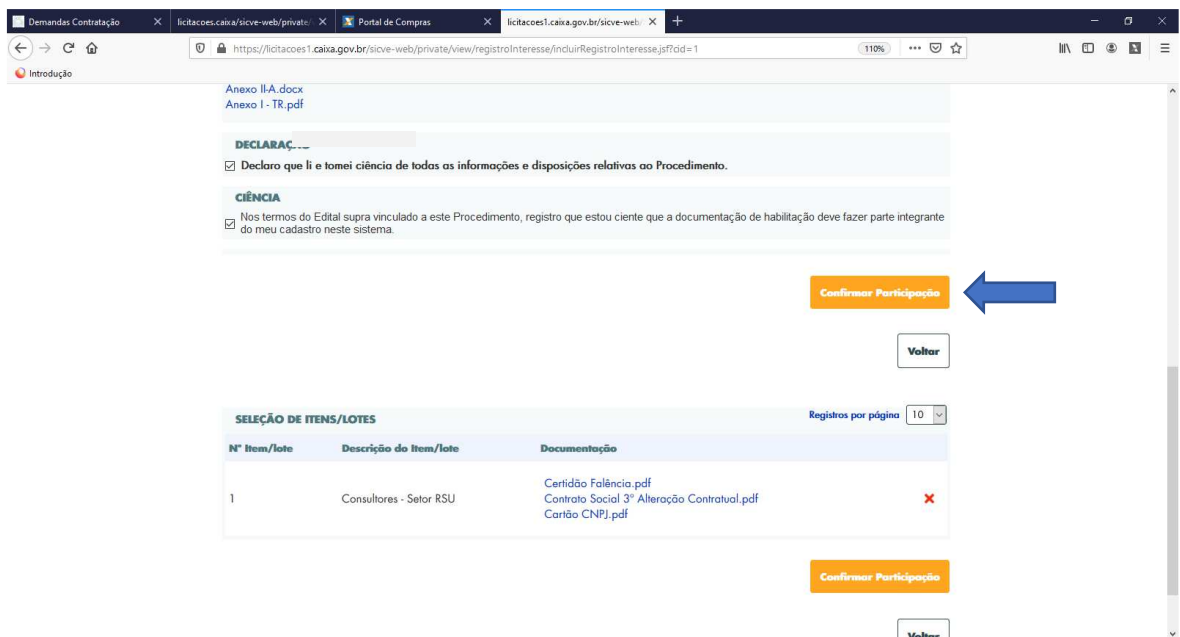 Demandas Contratação
licitacoes.caixa/sicve-web/private/
Portal de Compras
licitacoes1.caixa.gov.br/sicve-web/
https://licitacoes1.caixa.gov.br/sicve-web/private/view/registroInteresse/incluirRegistroInteresse.jsf?cid=1
110%
Introdução
Anexo II-A.docx
Anexo I - TR.pdf
Declaro que li e tomei ciência de todas as informações e disposições relativas ao Procedimento.
CIÊNCIA
Nos termos do Edital supra vinculado a este Procedimento, registro que estou ciente que a documentação de habilitação deve fazer parte integrante
do meu cadastro neste sistema.
Confirmar Participação
Voltar
SELEÇÃO DE ITENS/LOTES
Registros por página 10
N° Item/lote Descrição do Item/lote Documentação
Certidão Falência.pdf
1 Consultores - Setor RSU Contrato Social 3° Alteração Contratual.pdf
Cartão CNPJ.pdf
Confirmar Participação
Voltar